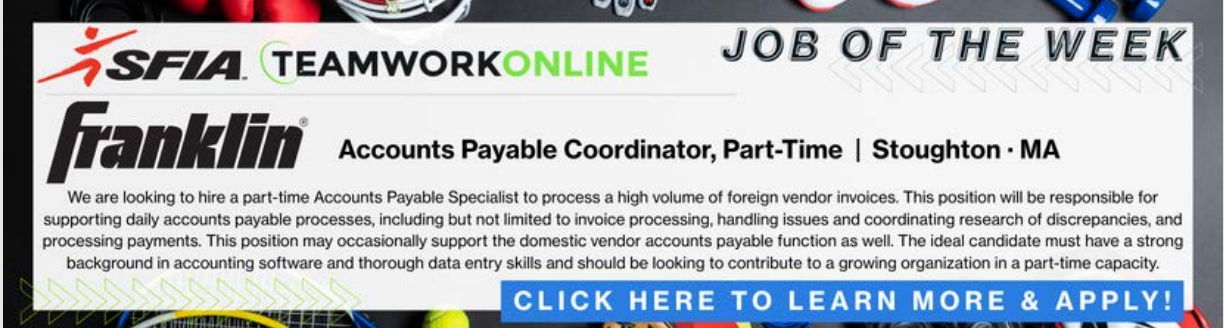 SFIA. TEAMWORKONLINE
JOB OF THE WEEK
franklin®
Accounts Payable Coordinator, Part-Time | Stoughton · MA
We are looking to hire a part-time Accounts Payable Specialist to process a high volume of foreign vendor invoices. This position will be responsible for
supporting daily accounts payable processes, including but not limited to invoice processing, handling issues and coordinating research of discrepancies, and
processing payments. This position may occasionally support the domestic vendor accounts payable function as well. The ideal candidate must have a strong
background in accounting software and thorough data entry skills and should be looking to contribute to a growing organization in a part-time capacity.
CLICK HERE TO LEARN MORE & APPLY!